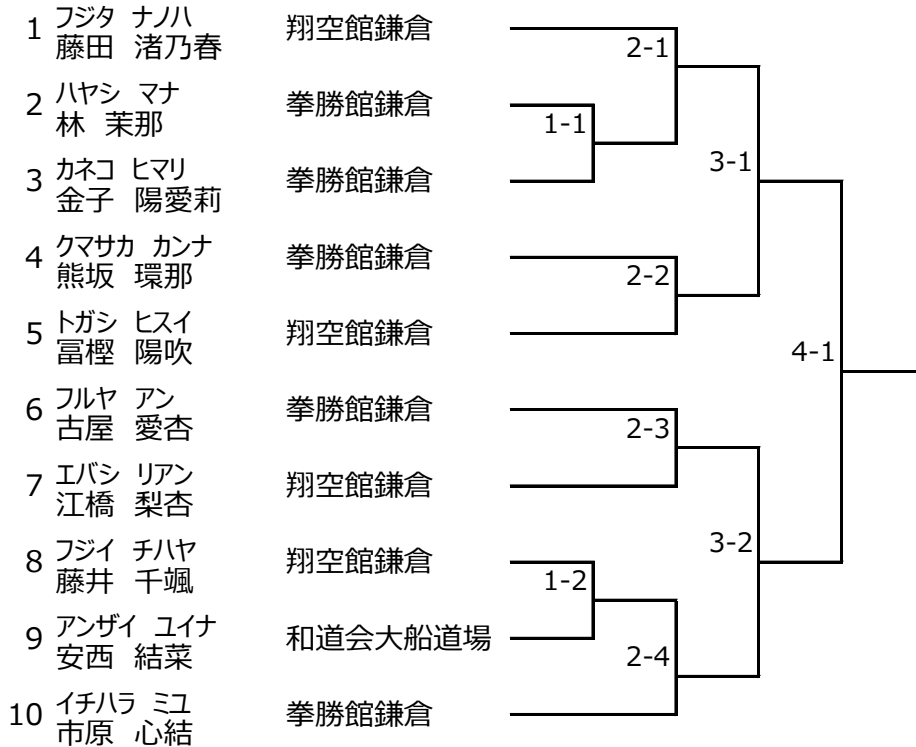 フジタ ナノハ
1 藤田 渚乃春 翔空館鎌倉
2-1
ハヤシ マナ
2 林 茉那 拳勝館鎌倉
1-1
3-1
カネコ ヒマリ
3 金子 陽愛莉 拳勝館鎌倉
クマサカ カンナ
4 熊坂 環那 拳勝館鎌倉
2-2
トガシ ヒスイ
5 冨樫 陽吹 翔空館鎌倉
4-1
フルヤ アン
6 古屋 愛杏 拳勝館鎌倉
2-3
エバシ リアン
7 江橋 梨杏 翔空館鎌倉
3-2
フジイ チハヤ
8 藤井 千颯 翔空館鎌倉
1-2
アンザイ ユイナ
9 安西 結菜 和道会大船道場
2-4
イチハラ ミユ
10 市原 心結 拳勝館鎌倉